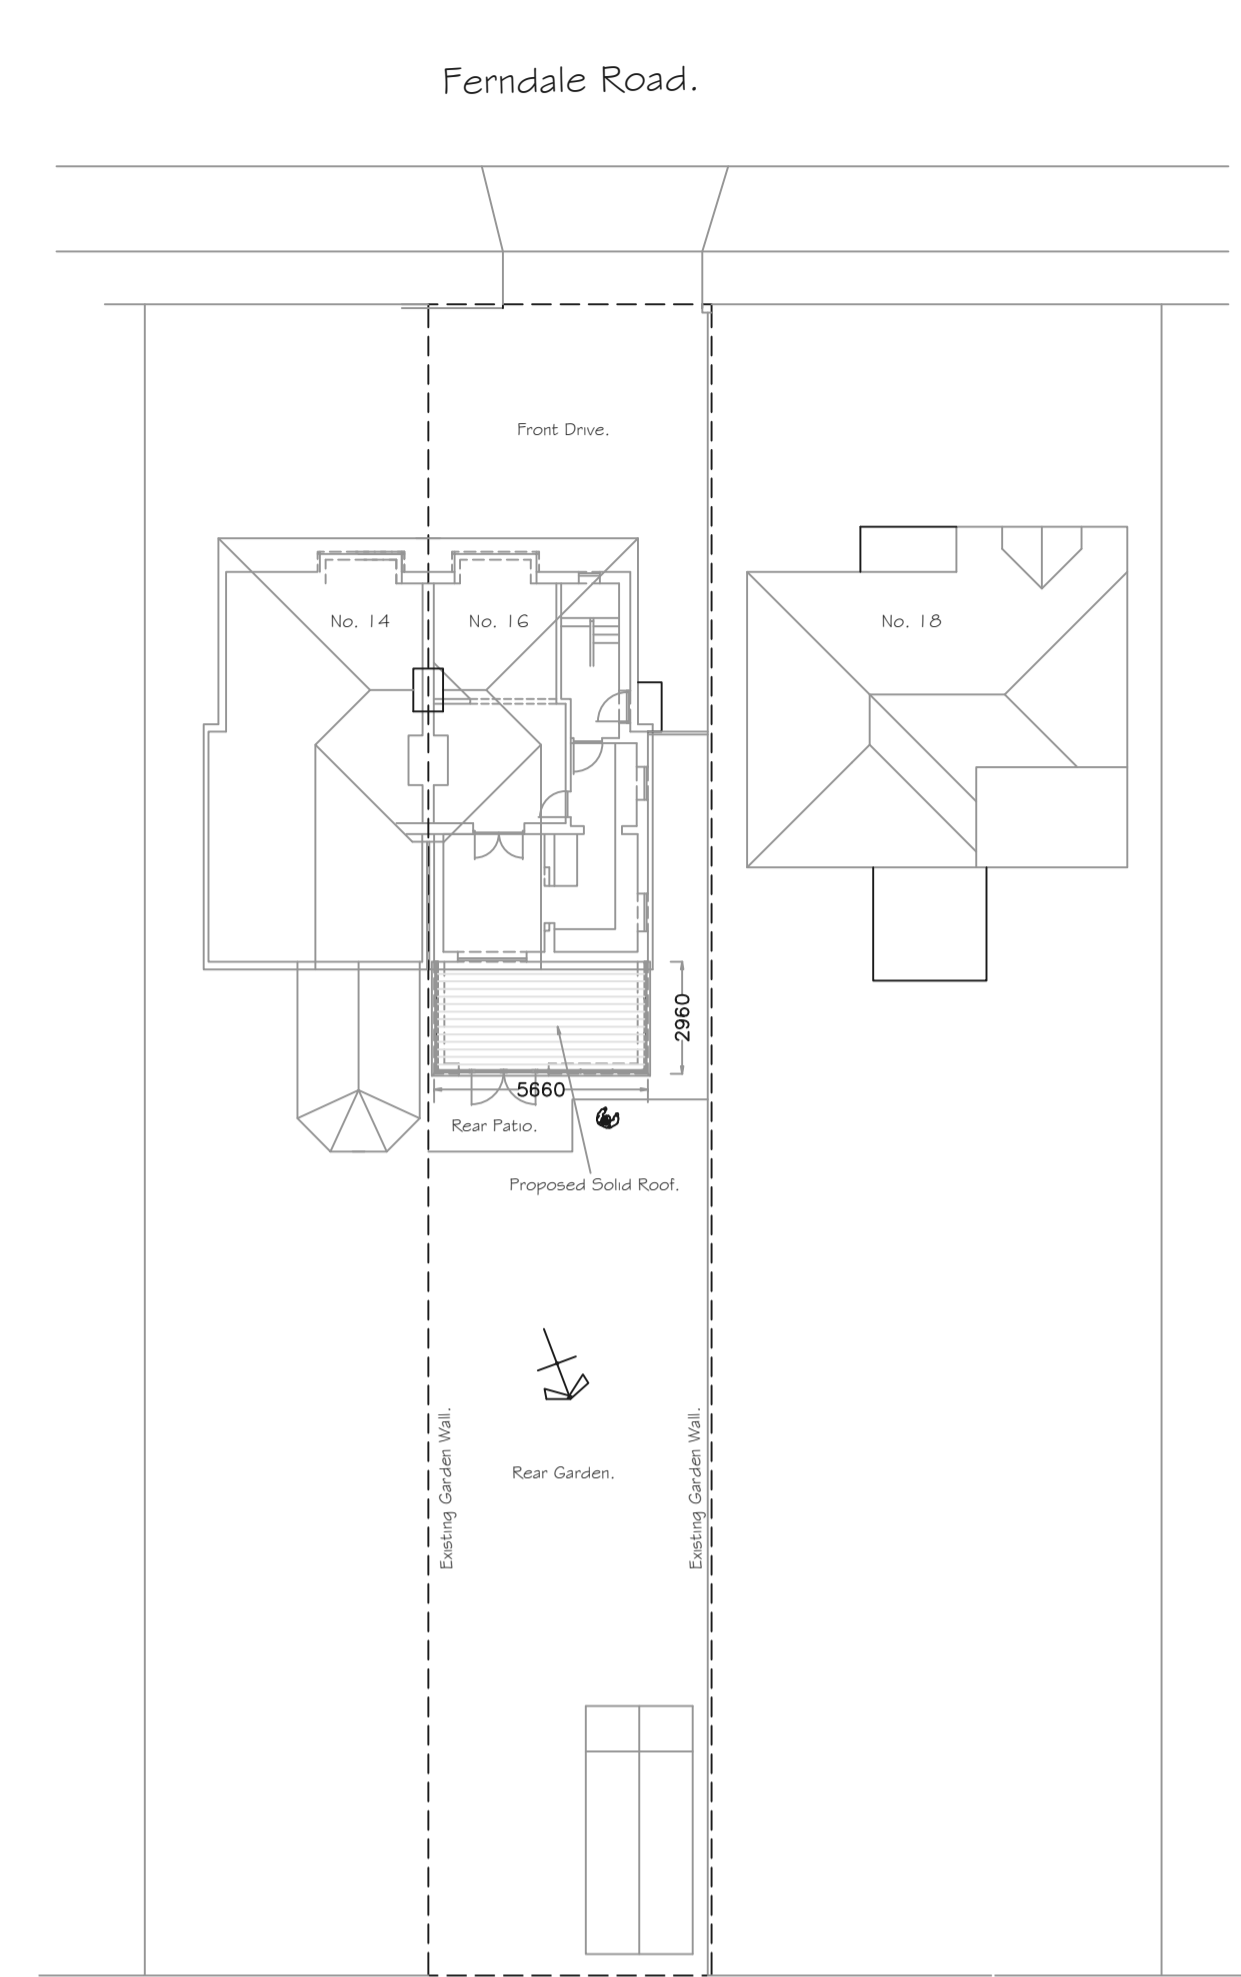 Ferndale Road.
Front Drive.
No. 14
No. 16
No. 18
2960
5660
Rear Patio.
Proposed Solid Roof.
Existing Garden Wall.
Existing Garden Wall.
Rear Garden.